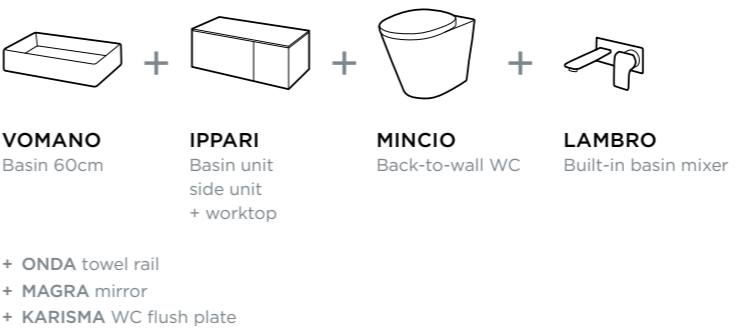 VOMANO
Basin 60cm
IPPARI
Basin unit
side unit
+ worktop
MINCIO
Back-to-wall WC
LAMBRO
Built-in basin mixer
+ ONDA towel rail
+ MAGRA mirror
+ KARISMA WC flush plate